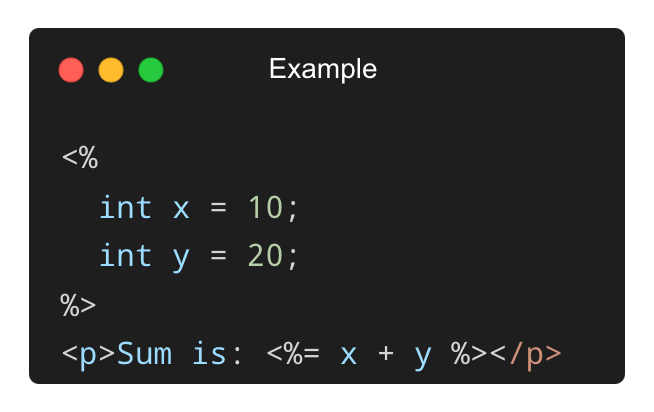 Example
<%
  int x = 10;
  int y = 20;
%>
<p>Sum is: <%= x + y %></p>